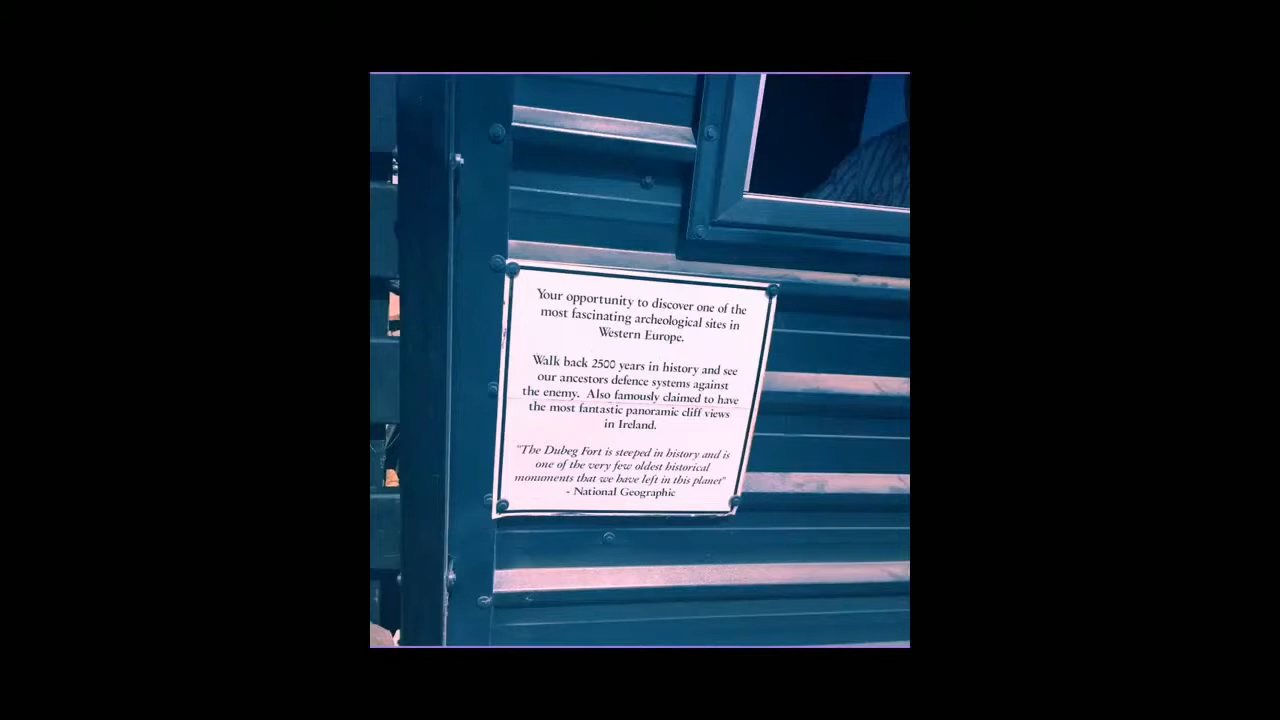 Your opportunity to discover one of the
most fascinating archeological sites in
Western Europe.
Walk back 2500 years in history and see
our ancestors defence systems against
the enemy. Also famously claimed to have
the most fantastic panoramic cliff views
in Ireland.
"The Dubeg Fort is steeped in history and is
one of the very few oldest historical
monuments that we have left in this planet"
- National Geographic